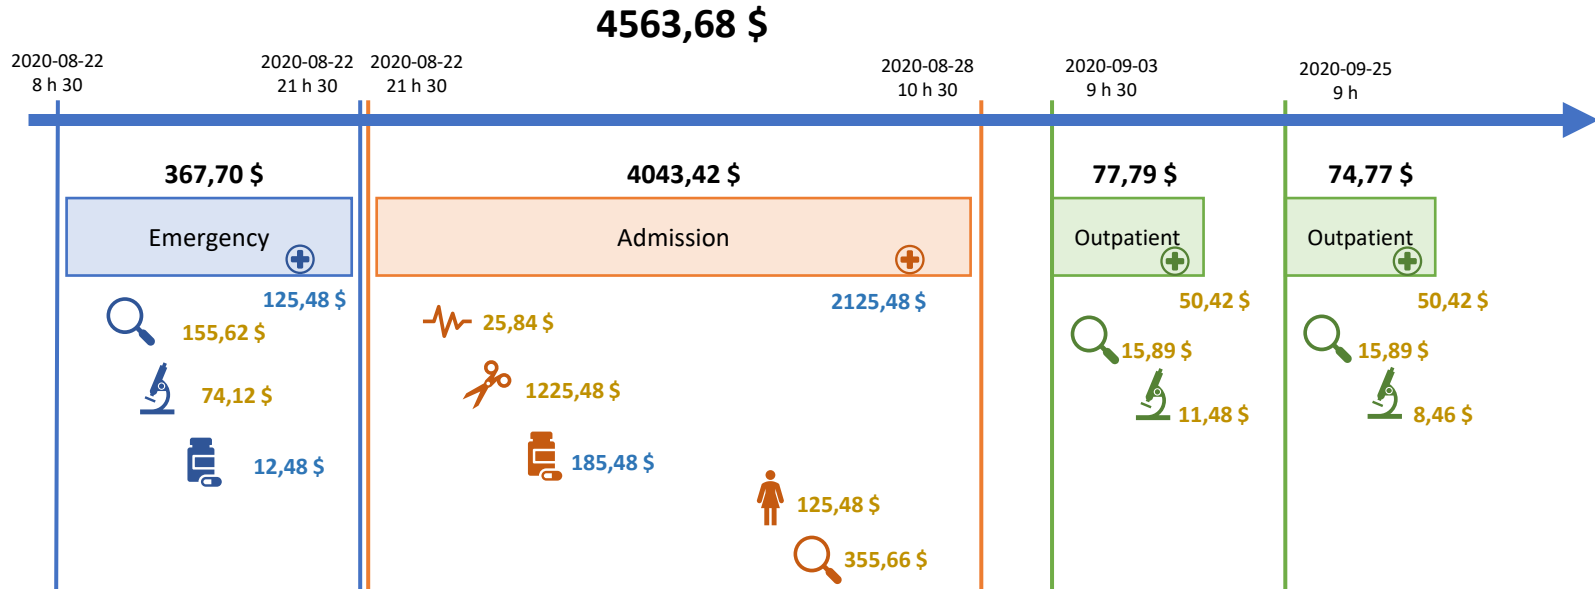 4563,68 $
2020-08-22
8 h 30
2020-08-22
21 h 30
2020-08-22
21 h 30
2020-08-28
10 h 30
2020-09-03
9 h 30
2020-09-25
9 h
367,70 $
4043,42 $
77,79 $
74,77 $
Emergency
Admission
Outpatient
Outpatient
125,48 $
155,62 $
74,12 $
12,48 $
2125,48 $
25,84 $
1225,48 $
185,48 $
125,48 $
355,66 $
50,42 $
15,89 $
11,48 $
50,42 $
15,89 $
8,46 $